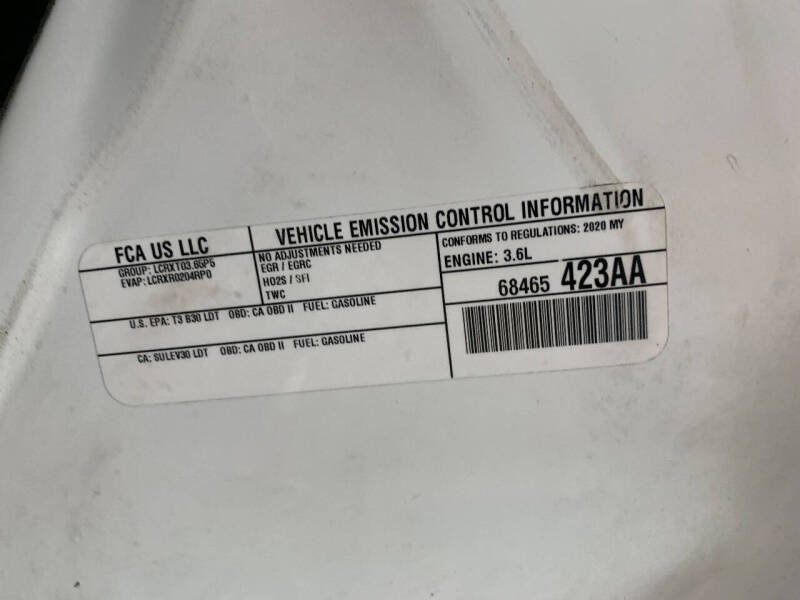 FCA US LLC
GROUP: LCRXT03.65P5
EVAP: LCRXR0204RP0
VEHICLE EMISSION CONTROL INFORMATION
NO ADJUSTMENTS NEEDED
EGR / EGRC
HO2S / SFI
TWC
CONFORMS TO REGULATIONS: 2020 MY
ENGINE: 3.6L
68465 423AA
U.S. EPA: T3 B30 LDT OBD: CA OBD II FUEL: GASOLINE
CA: SULEV30 LDT OBD: CA OBD II FUEL: GASOLINE